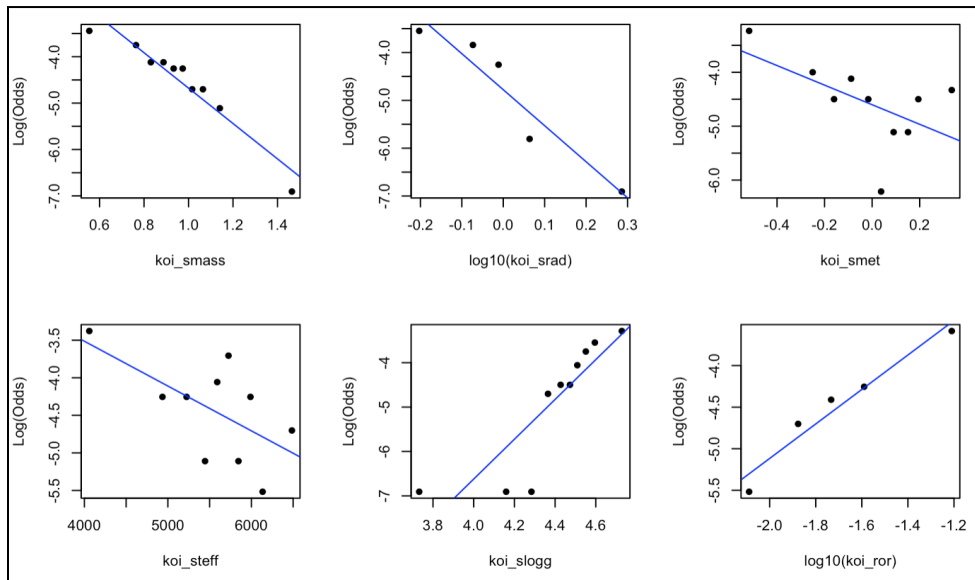 Log(Odds)
-4.0
-5.0
-6.0
-7.0
0.6 0.8 1.0 1.2 1.4
koi_smass
Log(Odds)
-4.0
-5.0
-6.0
-7.0
-0.2 -0.1 0.0 0.1 0.2 0.3
log10(koi_srad)
Log(Odds)
-4.0
-5.0
-6.0
-0.4 -0.2 0.0 0.2
koi_smet
Log(Odds)
-3.5
-4.0
-4.5
-5.0
-5.5
4000 5000 6000
koi_steff
Log(Odds)
-4
-5
-6
-7
3.8 4.0 4.2 4.4 4.6
koi_slogg
Log(Odds)
-4.0
-4.5
-5.0
-5.5
-2.0 -1.8 -1.6 -1.4 -1.2
log10(koi_ror)